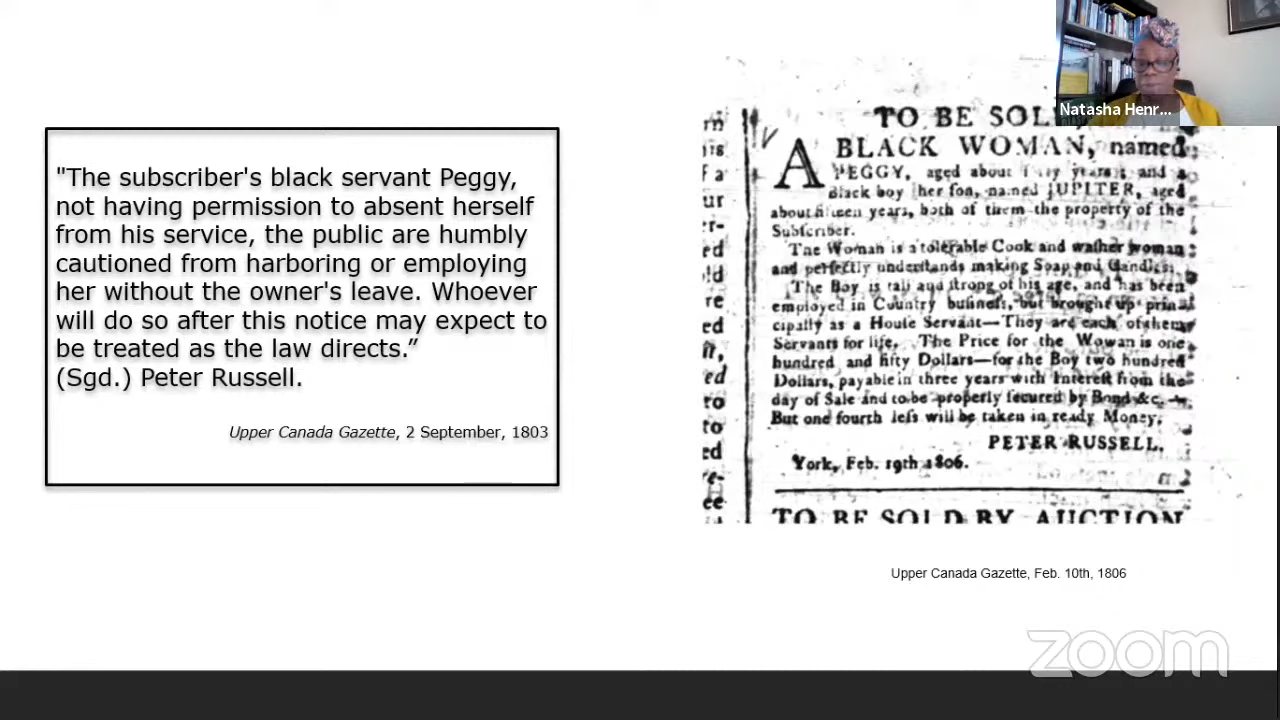 "The subscriber's black servant Peggy,
not having permission to absent herself
from his service, the public are humbly
cautioned from harboring or employing
her without the owner's leave. Whoever
will do so after this notice may expect to
be treated as the law directs.”
(Sgd.) Peter Russell.
Upper Canada Gazette, 2 September, 1803
Natasha Henr...
TO BE SOL
A BLACK WOMAN, named
PEGGY, aged about years; and a
Black boy her son, named JUPITER, aged
about fifteen years, both of them the property of the
Subscriber.
The Woman is a tolerable Cook and washer woman
and perfectly understands making Soap and Candles.
The Boy is tall and strong of his age, and has been
employed in Country business, but brought up prin-
cipally as a House Servant—They are each of them
Servants for life. The Price for the Woman is one
hundred and fifty Dollars—for the Boy two hundred
Dollars, payable in three years with Interest from the
day of Sale and to be properly secured by Bond &c.—
But one fourth less will be taken in ready Money.
PETER RUSSELL.
York, Feb. 19th 1806.
TO BE SOLD BY AUCTION
Upper Canada Gazette, Feb. 10th, 1806
zoom